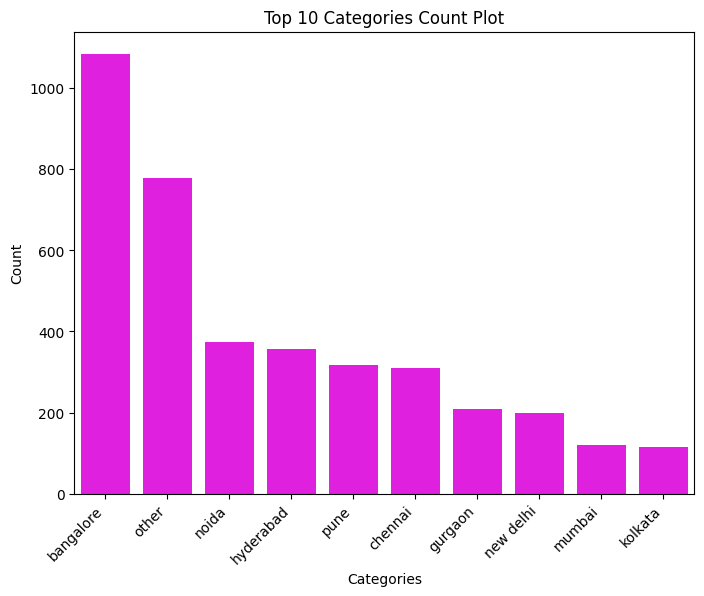 Top 10 Categories Count Plot
1000
800
600
400
200
0
Count
bangalore
other
noida
hyderabad
pune
chennai
gurgaon
new delhi
mumbai
kolkata
Categories